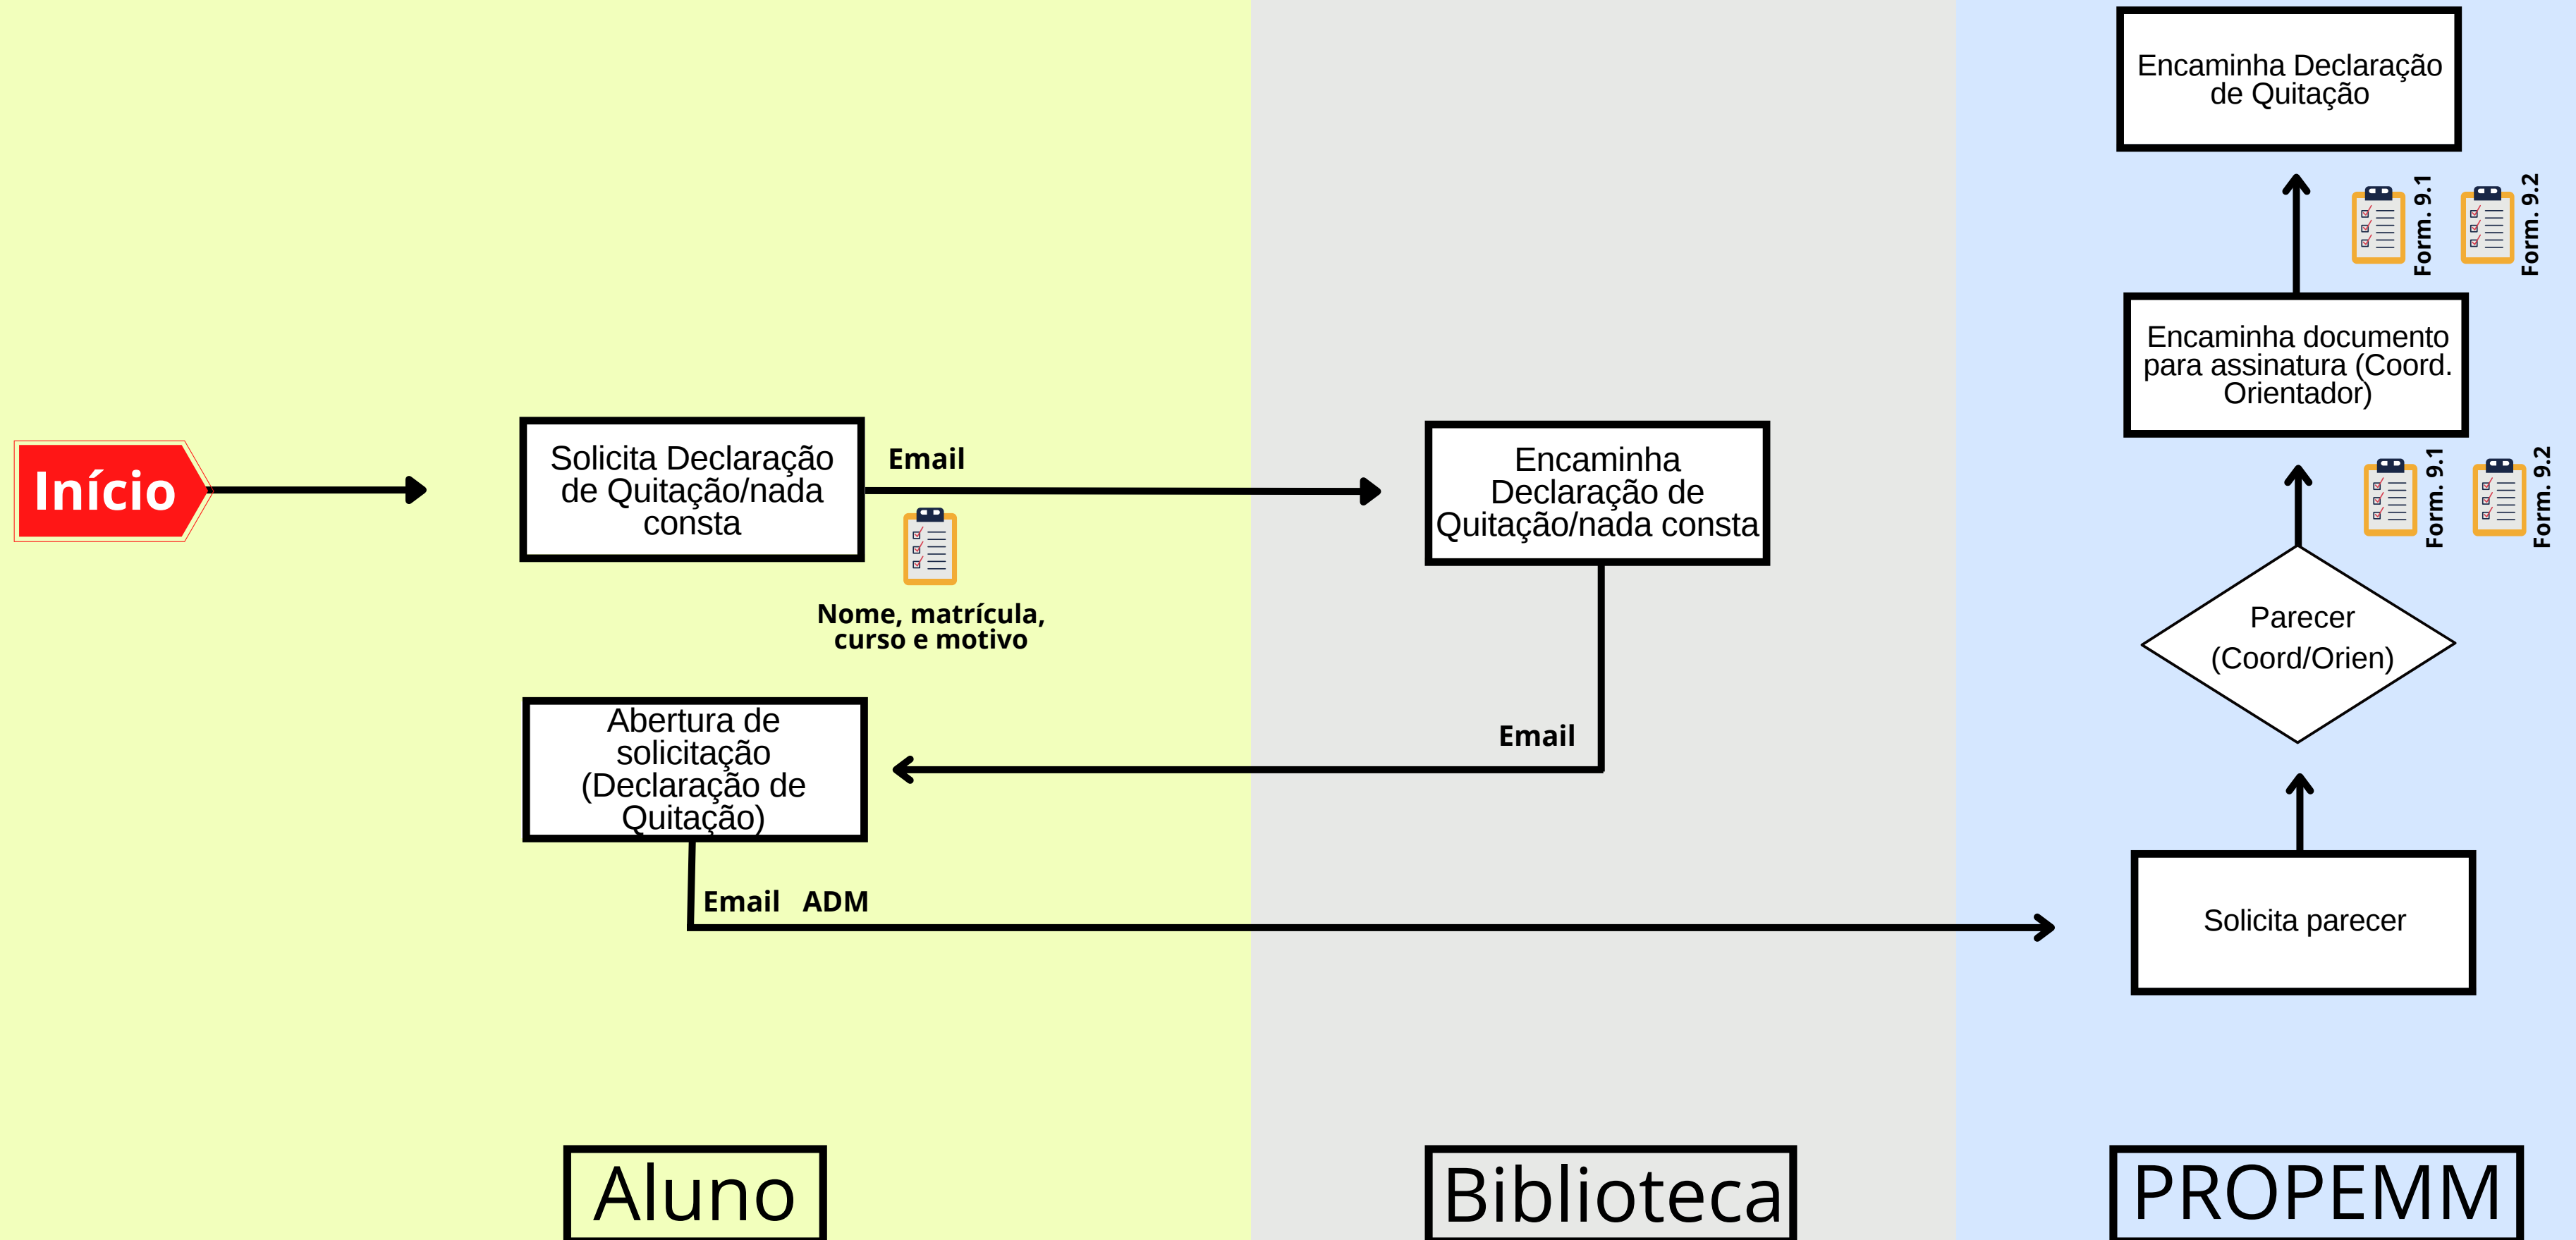 Início
Solicita Declaração
de Quitação/nada
consta
Email
Nome, matrícula,
curso e motivo
Encaminha
Declaração de
Quitação/nada consta
Email
Abertura de
solicitação
(Declaração de
Quitação)
Email ADM
Solicita parecer
Parecer
(Coord/Orien)
Form. 9.1
Form. 9.2
Encaminha documento
para assinatura (Coord.
Orientador)
Form. 9.1
Form. 9.2
Encaminha Declaração
de Quitação
Aluno
Biblioteca
PROPEMM